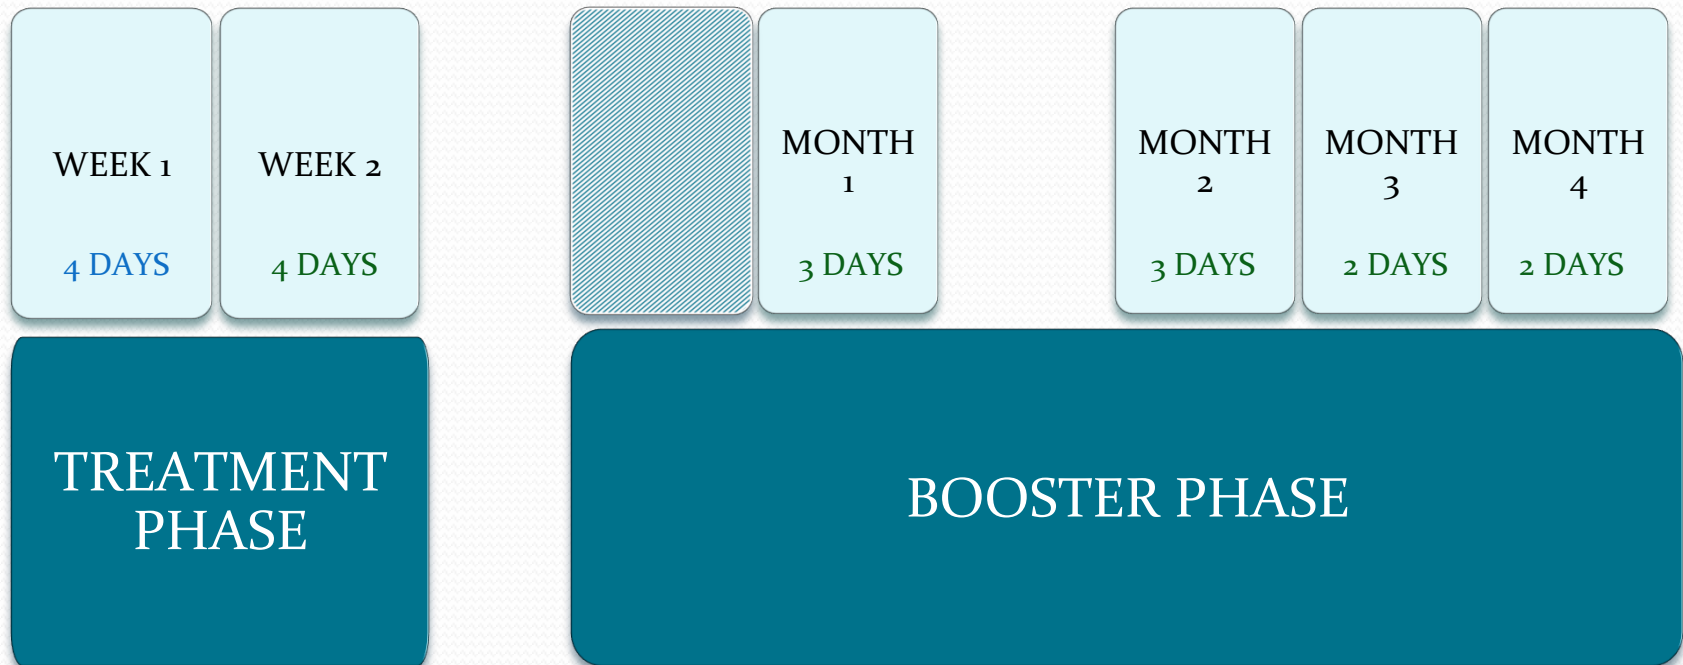 WEEK 1
4 DAYS
WEEK 2
4 DAYS
MONTH
1
3 DAYS
MONTH
2
3 DAYS
MONTH
3
2 DAYS
MONTH
4
2 DAYS
TREATMENT
PHASE
BOOSTER PHASE